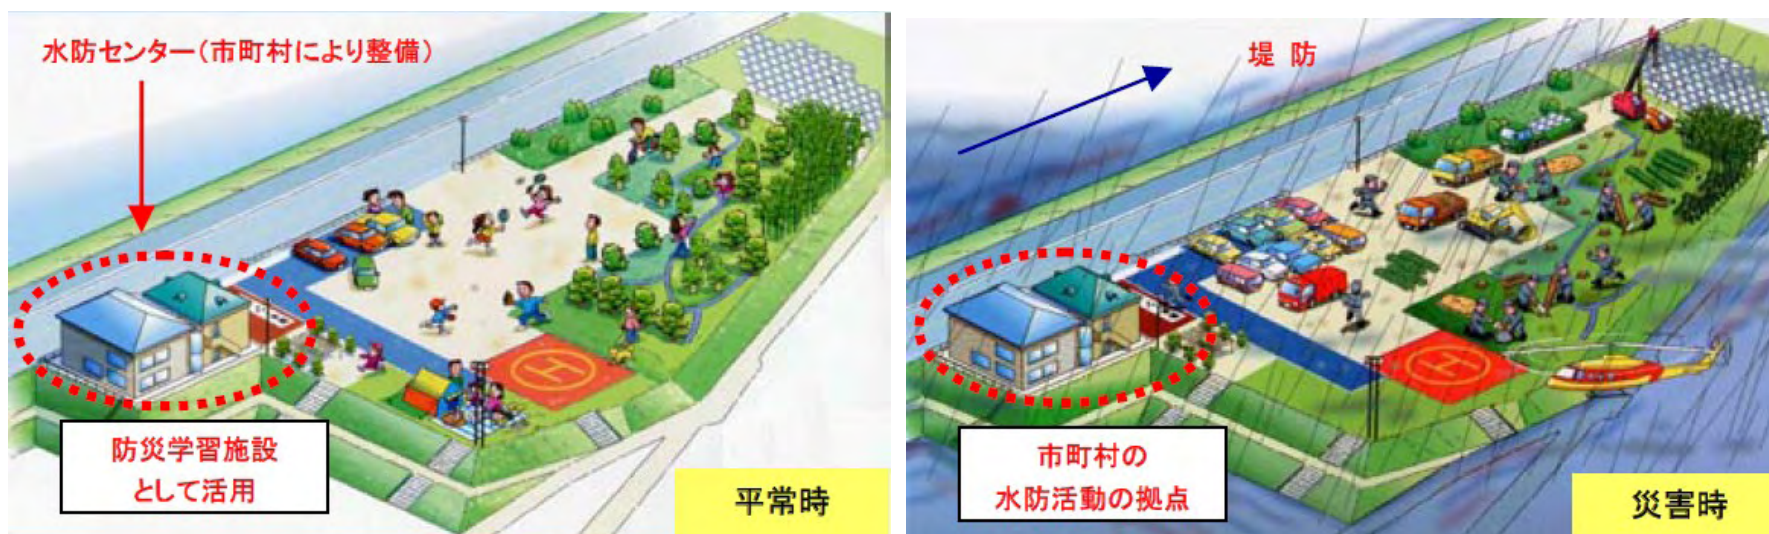 水防センター(市町村により整備)
防災学習施設
として活用
平常時
H
堤 防
市町村の
水防活動の拠点
災害時
H